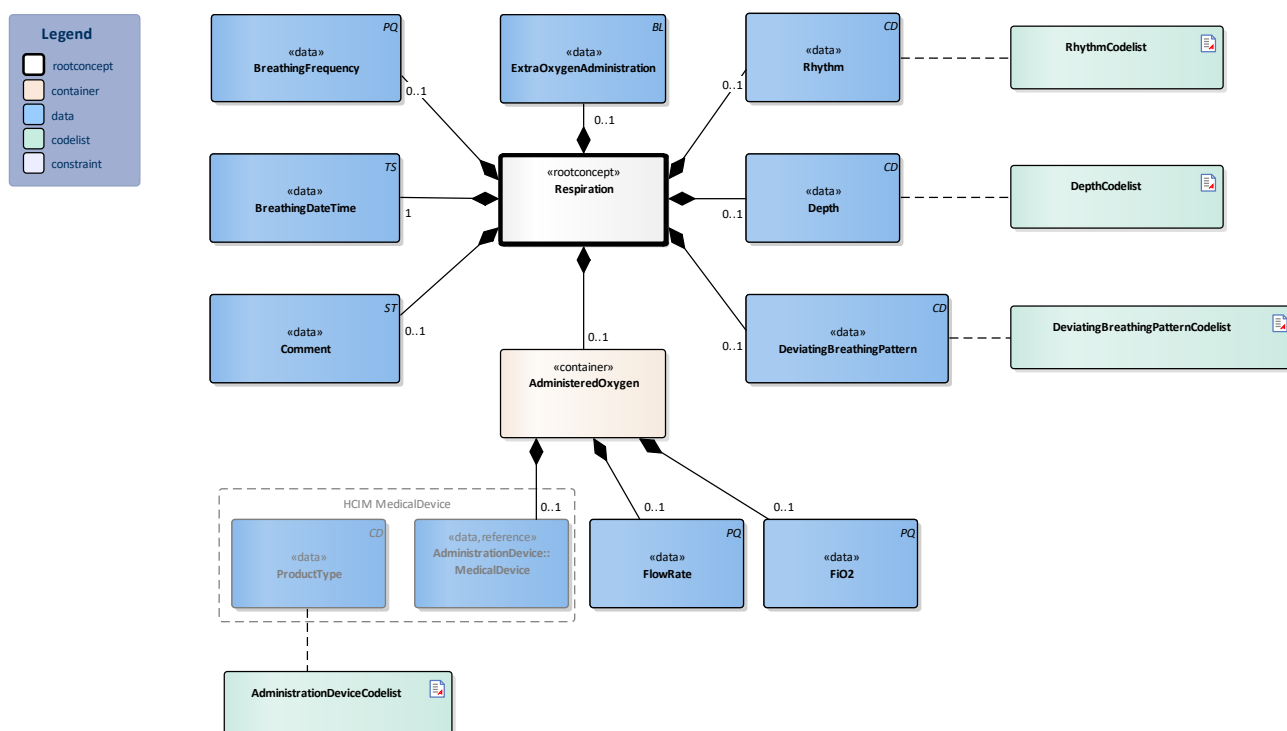 Legend
rootconcept
container
data
codelist
constraint
PQ
«data»
BreathingFrequency
0..1
BL
«data»
ExtraOxygenAdministration
0..1
CD
«data»
Rhythm
0..1
RhythmCodelist
TS
«data»
BreathingDateTime
1
«rootconcept»
Respiration
CD
«data»
Depth
0..1
DepthCodelist
ST
«data»
Comment
0..1
0..1
CD
«data»
DeviatingBreathingPattern
0..1
DeviatingBreathingPatternCodelist
«container»
AdministeredOxygen
HCIM MedicalDevice
CD
«data»
ProductType
0..1
«data,reference»
AdministrationDevice::
MedicalDevice
0..1
PQ
«data»
FlowRate
0..1
PQ
«data»
FiO2
AdministrationDeviceCodelist